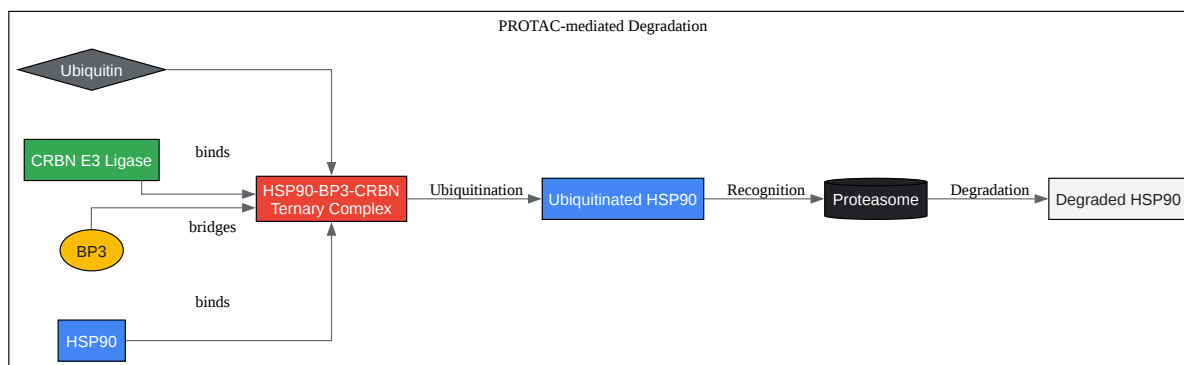 PROTAC-mediated Degradation
Ubiquitin
CRBN E3 Ligase
binds
HSP90-BP3-CRBN
Ternary Complex
Ubiquitination
Ubiquitinated HSP90
Recognition
Proteasome
Degradation
Degraded HSP90
bridges
BP3
binds
HSP90